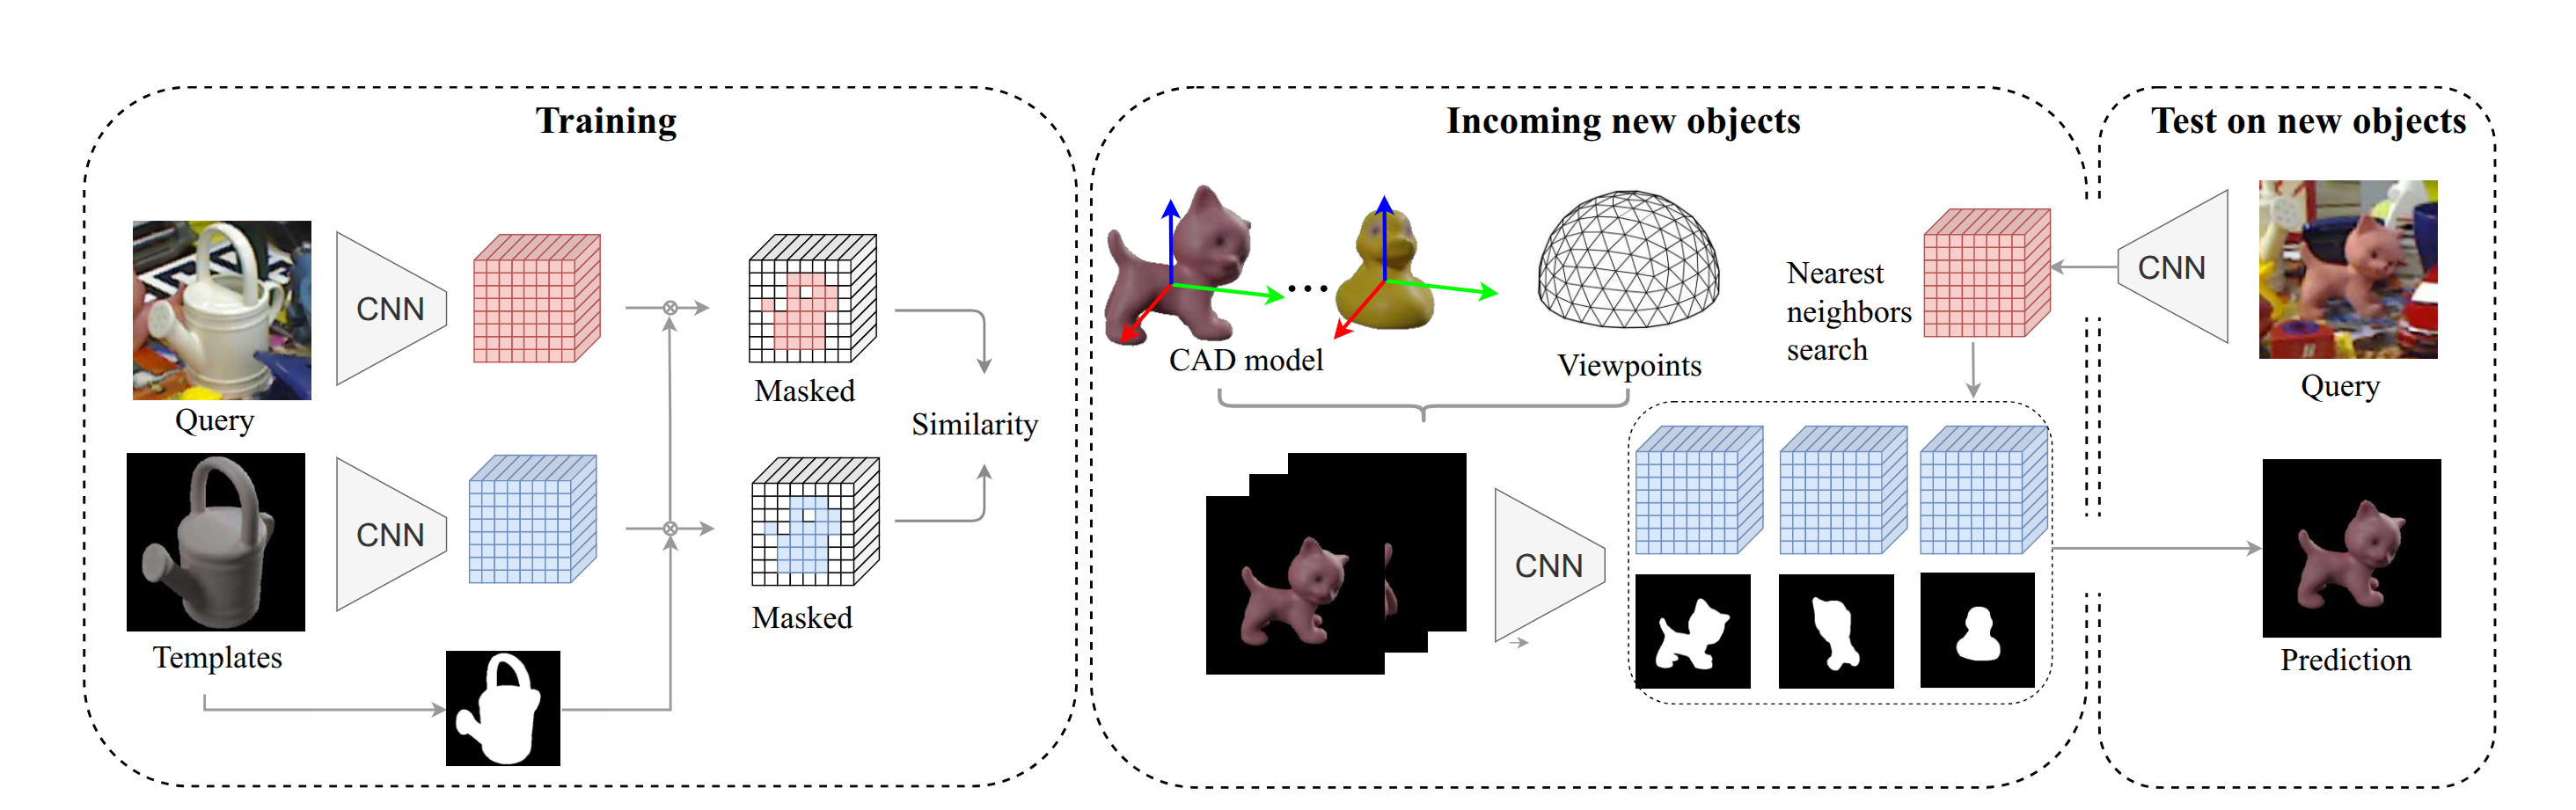 Training
CNN
Query
Masked
Similarity
CNN
Templates
Masked
Incoming new objects
...
CAD model
Viewpoints
Nearest
neighbors
search
CNN
Test on new objects
CNN
Query
Prediction